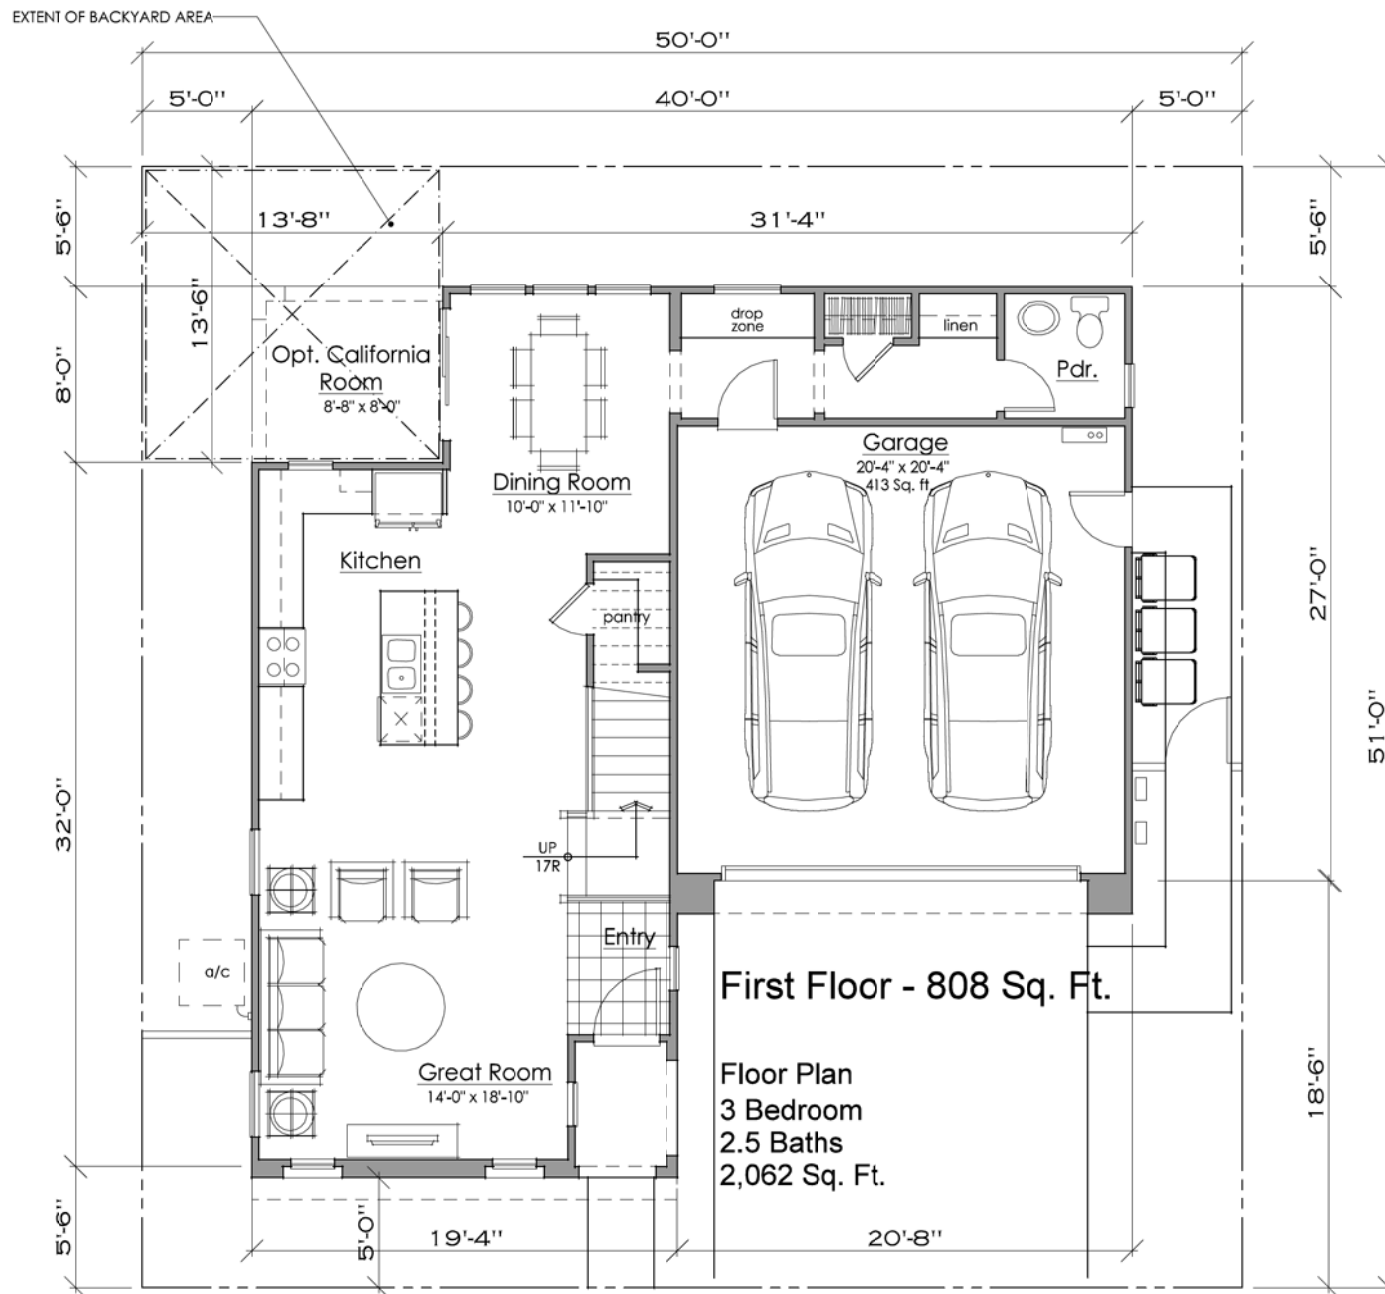 EXTENT OF BACKYARD AREA
50'-0"
5'-0"
40'-0"
5'-0"
5'-6"
13'-8"
31'-4"
5'-6"
13'-6"
8'-0"
drop
zone
linen
Pdr.
Opt. California
Room
8'-8" x 8'-0"
Garage
20'-4" x 20'-4"
413 Sq. ft.
Dining Room
10'-0" x 11'-10"
Kitchen
pantry
27'-0"
51'-0"
32'-0"
UP
17R
Entry
a/c
First Floor - 808 Sq. Ft.
Great Room
14'-0" x 18'-10"
Floor Plan
3 Bedroom
2.5 Baths
2,062 Sq. Ft.
18'-6"
5'-6"
5'-0"
19'-4"
20'-8"